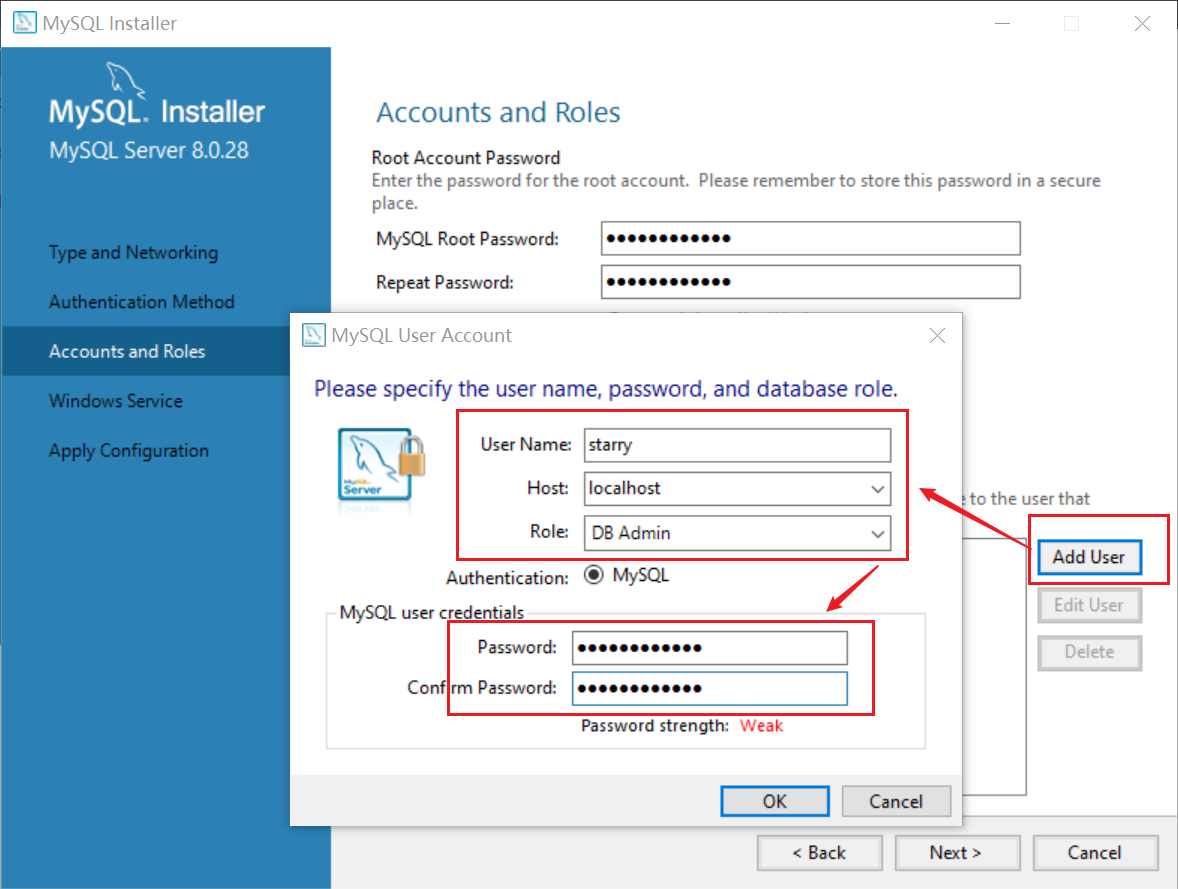 MySQL Installer
MySQL. Installer
MySQL Server 8.0.28
Type and Networking
Authentication Method
Accounts and Roles
Windows Service
Apply Configuration
Accounts and Roles
Root Account Password
Enter the password for the root account.  Please remember to store this password in a secure
place.
MySQL Root Password: ●●●●●●●●●●●●
Repeat Password: ●●●●●●●●●●●●
to the user that
Add User
Edit User
Delete
MySQL User Account
Please specify the user name, password, and database role.
MySQL
Server
User Name: starry
Host: localhost
Role: DB Admin
Authentication: MySQL
MySQL user credentials
Password: ●●●●●●●●●●●●
Confirm Password: ●●●●●●●●●●●●
Password strength: Weak
OK Cancel
< Back Next > Cancel